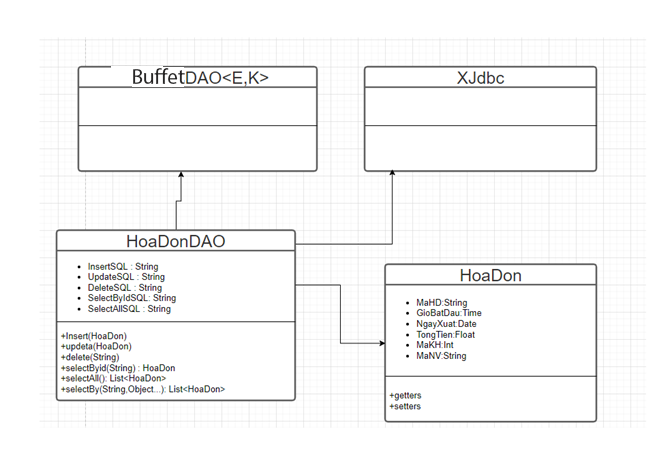 BuffetDAO<E,K>
XJdbc
HoaDonDAO
InsertSQL : String
UpdateSQL : String
DeleteSQL : String
SelectByIdSQL: String
SelectAllSQL : String
+Insert(HoaDon)
+updeta(HoaDon)
+delete(String)
+selectByid(String) : HoaDon
+selectAll(): List<HoaDon>
+selectBy(String,Object...): List<HoaDon>
HoaDon
MaHD:String
GioBatDau:Time
NgayXuat:Date
TongTien:Float
MaKH:Int
MaNV:String
+getters
+setters